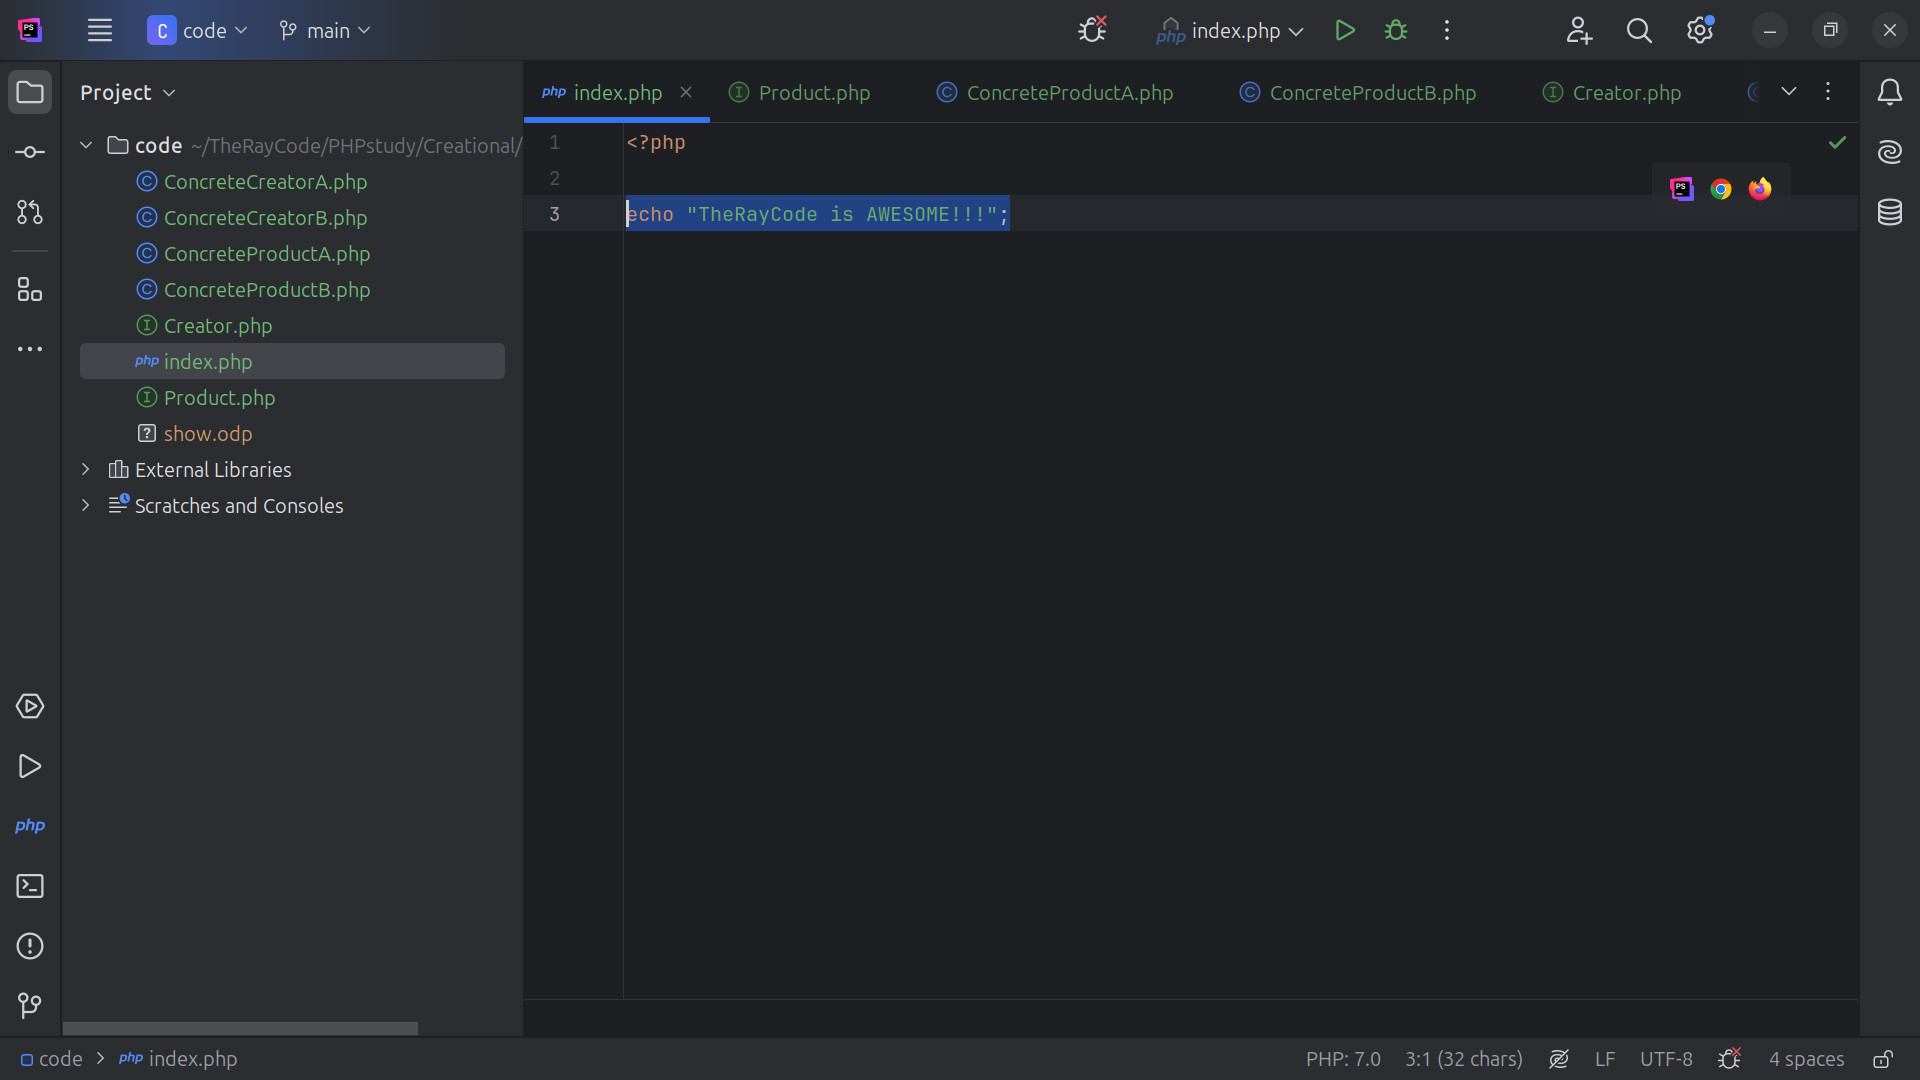 code
main
php index.php
Project
php index.php
Product.php
ConcreteProductA.php
ConcreteProductB.php
Creator.php
code ~/TheRayCode/PHPstudy/Creational/
ConcreteCreatorA.php
ConcreteCreatorB.php
ConcreteProductA.php
ConcreteProductB.php
Creator.php
php index.php
Product.php
show.odp
External Libraries
Scratches and Consoles
1 <?php
2
3 echo "TheRayCode is AWESOME!!!";
php
code > php index.php
PHP: 7.0
3:1 (32 chars)
LF
UTF-8
4 spaces